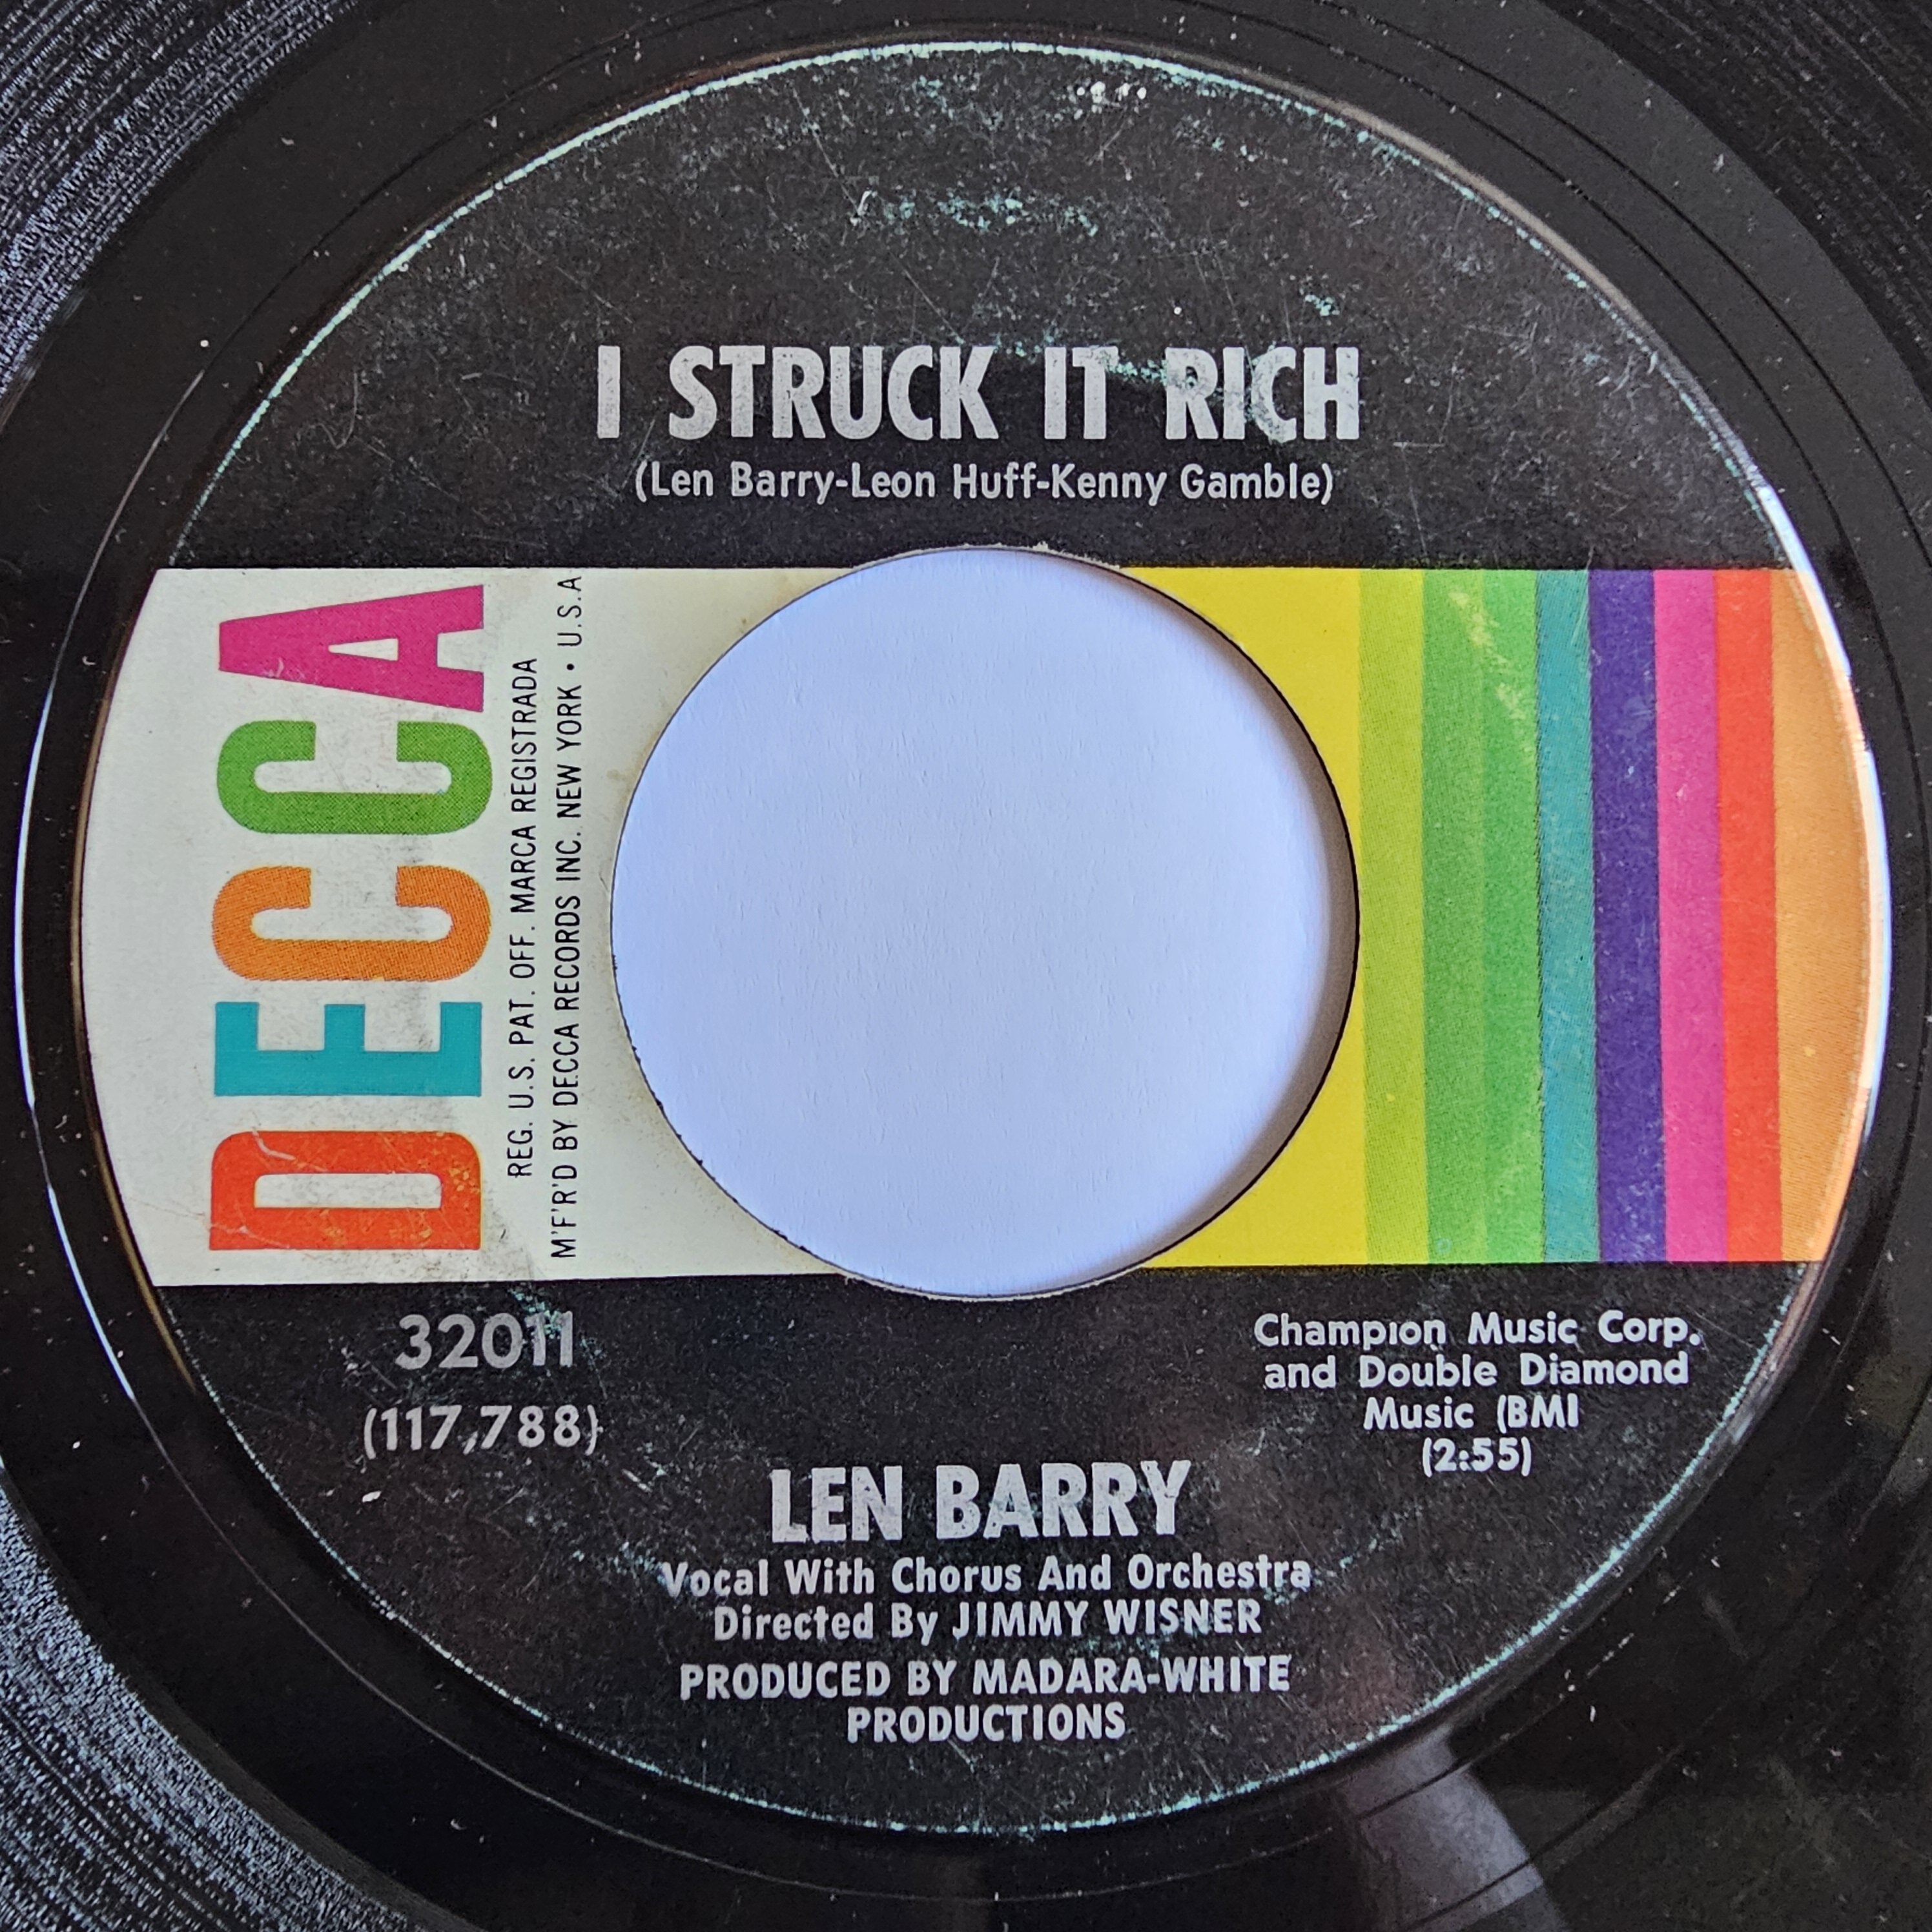 I STRUCK IT RICH
(Len Barry-Leon Huff-Kenny Gamble)
DECCA
REG. U.S. PAT. OFF. MARCA REGISTRADA
M'F'R'D BY DECCA RECORDS INC. NEW YORK • U.S.A
32011
(117,788)
Champion Music Corp.
and Double Diamond
Music (BMI
(2:55)
LEN BARRY
Vocal With Chorus And Orchestra
Directed By JIMMY WISNER
PRODUCED BY MADARA-WHITE
PRODUCTIONS